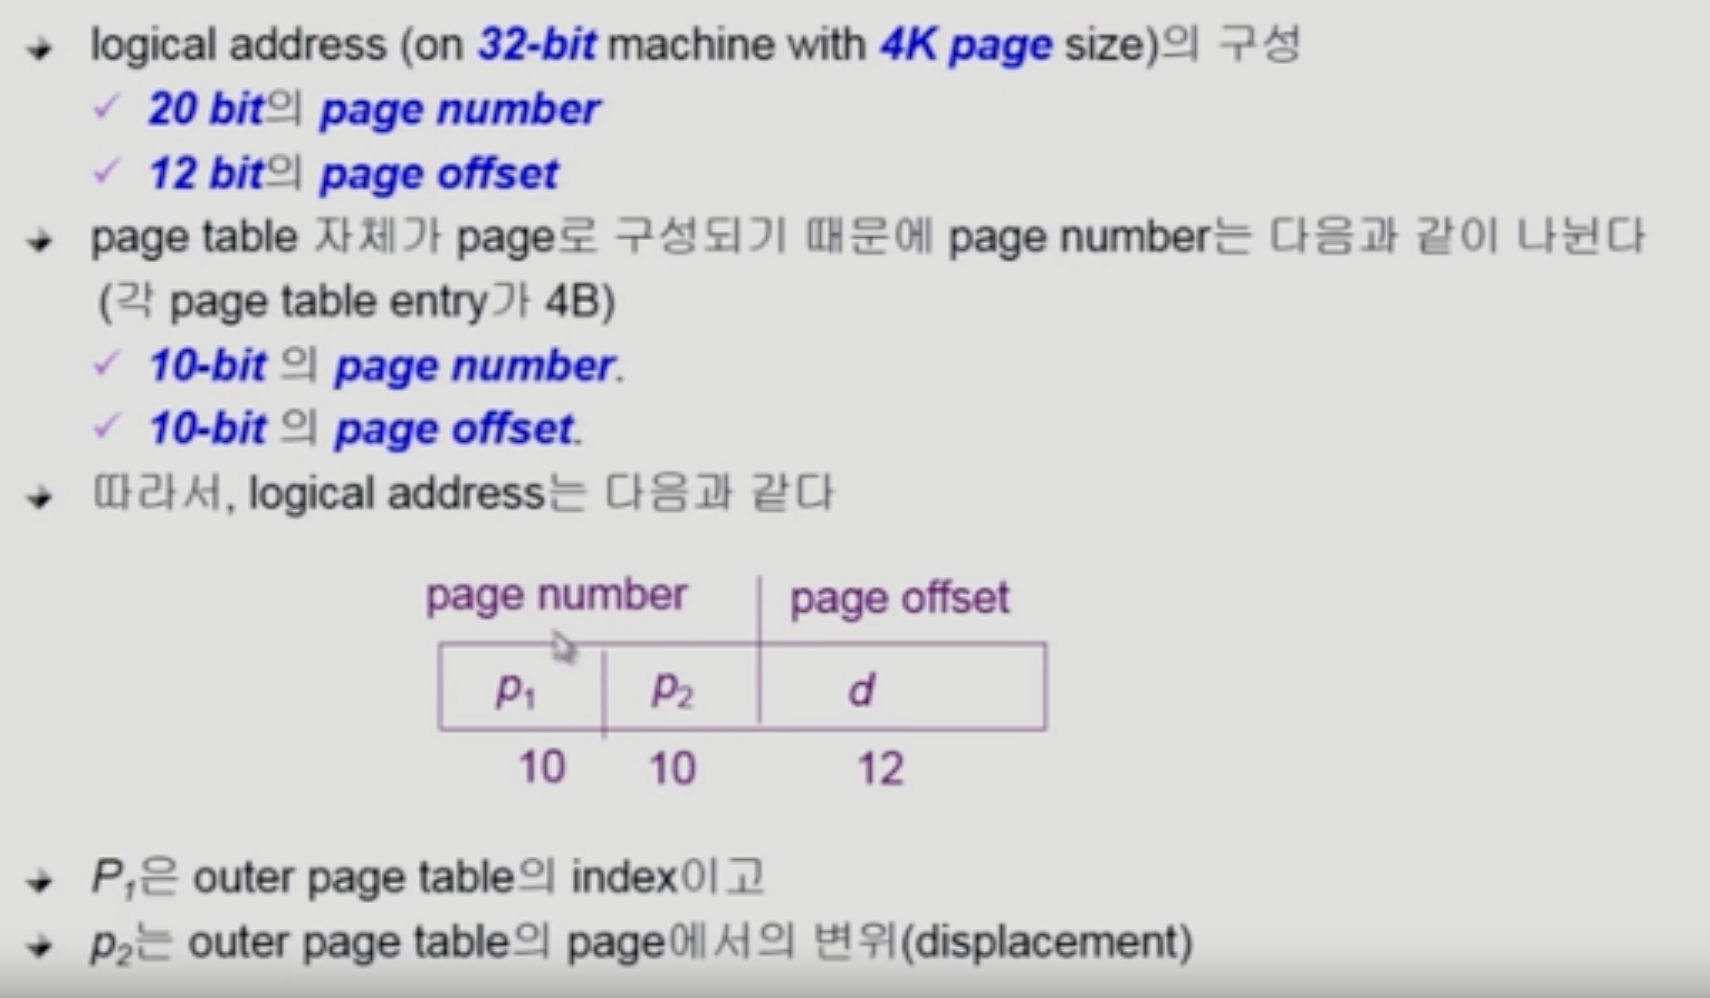 logical address (on 32-bit machine with 4K page size)의 구성
20 bit의 page number
12 bit의 page offset
page table 자체가 page로 구성되기 때문에 page number는 다음과 같이 나뉜다
(각 page table entry가 4B)
10-bit 의 page number.
10-bit 의 page offset.
따라서, logical address는 다음과 같다
page number page offset
p1 p2 d
10 10 12
P1은 outer page table의 index이고
p2는 outer page table의 page에서의 변위(displacement)